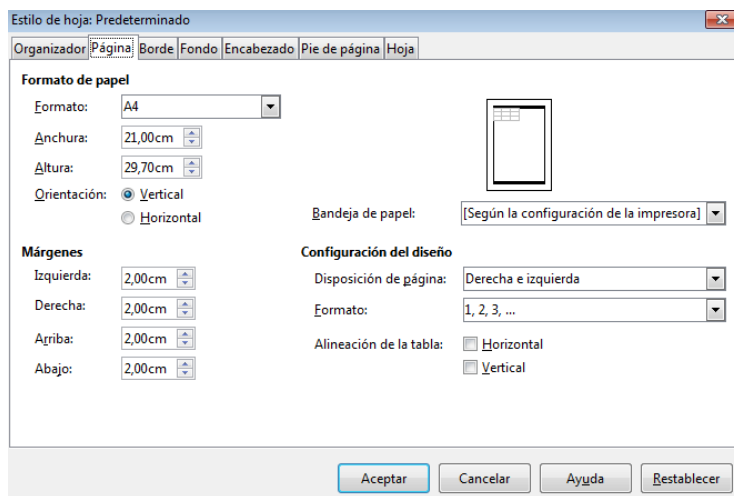 Estilo de hoja: Predeterminado
Organizador Página Borde Fondo Encabezado Pie de página Hoja
Formato de papel
Formato: A4
Anchura: 21,00cm
Altura: 29,70cm
Orientación: Vertical
Horizontal
Bandeja de papel: [Según la configuración de la impresora]
Márgenes
Izquierda: 2,00cm
Derecha: 2,00cm
Arriba: 2,00cm
Abajo: 2,00cm
Configuración del diseño
Disposición de página: Derecha e izquierda
Formato: 1, 2, 3, ...
Alineación de la tabla: Horizontal
Vertical
Aceptar Cancelar Ayuda Restablecer